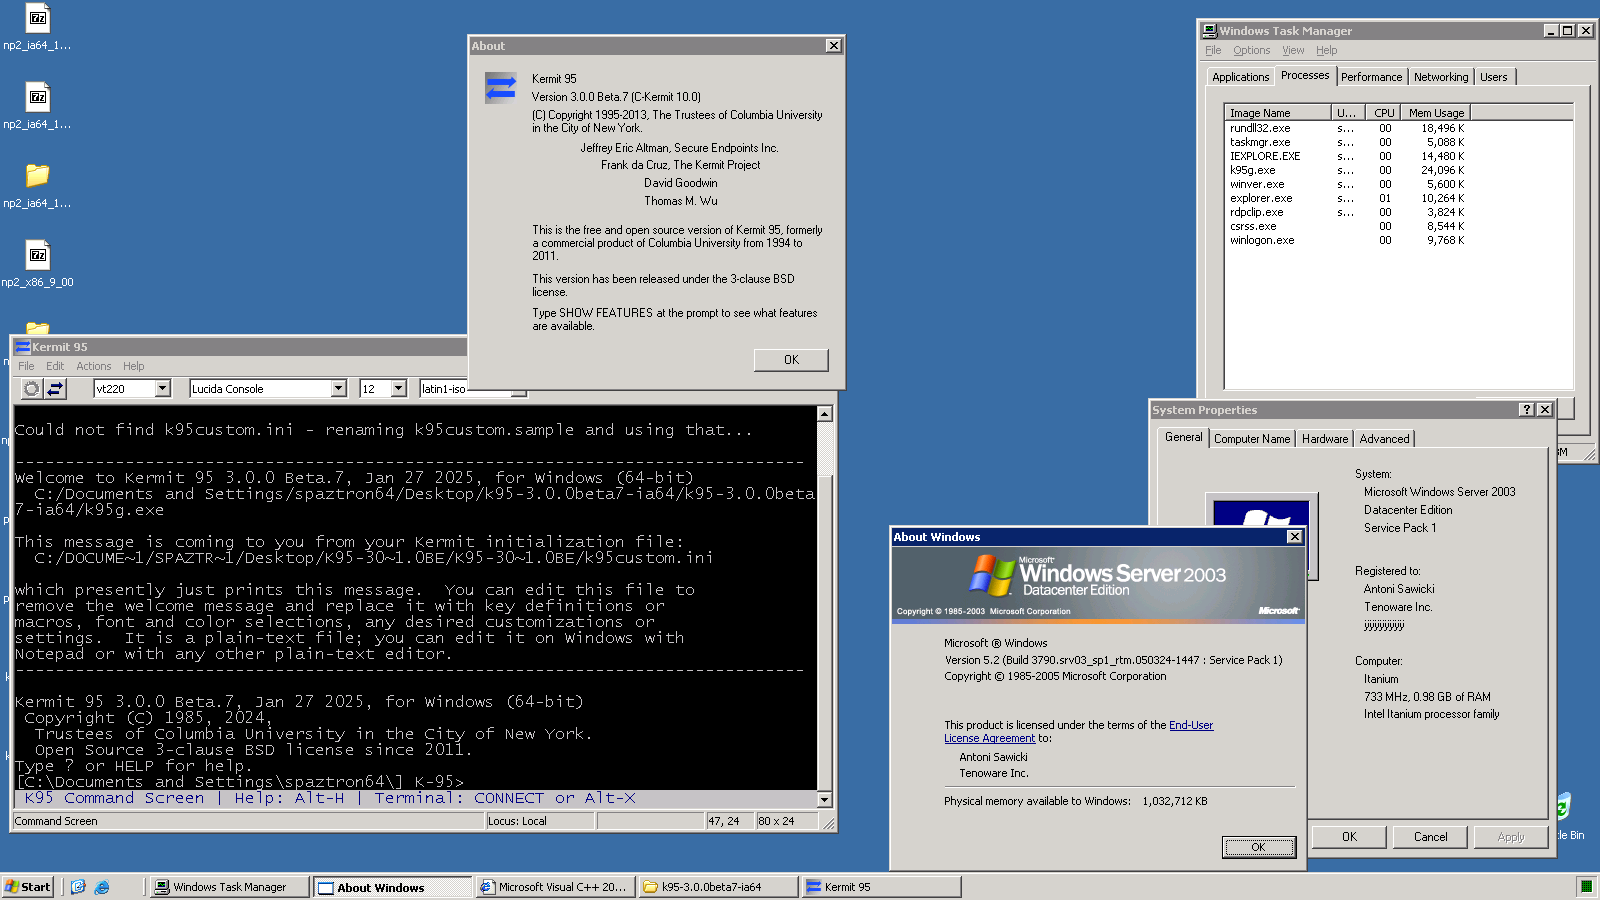 np2_ia64_1...
np2_ia64_1...
np2_ia64_1...
np2_x86_9_00
About
Kermit 95
Version 3.0.0 Beta.7 (C-Kermit 10.0)
(C) Copyright 1995-2013, The Trustees of Columbia University
in the City of New York.
Jeffrey Eric Altman, Secure Endpoints Inc.
Frank da Cruz, The Kermit Project
David Goodwin
Thomas M. Wu
This is the free and open source version of Kermit 95, formerly
a commercial product of Columbia University from 1994 to
2011.
This version has been released under the 3-clause BSD
license.
Type SHOW FEATURES at the prompt to see what features
are available.
OK
Windows Task Manager
File Options View Help
Applications Processes Performance Networking Users
Image Name U... CPU Mem Usage
rundll32.exe s... 00 18,496 K
taskmgr.exe s... 00 5,088 K
IEXPLORE.EXE s... 00 14,480 K
k95g.exe s... 00 24,096 K
winver.exe s... 00 5,600 K
explorer.exe s... 01 10,264 K
rdpclip.exe s... 00 3,824 K
csrss.exe 00 8,544 K
winlogon.exe 00 9,768 K
Kermit 95
File Edit Actions Help
vt220 Lucida Console 12 latin1-iso
Could not find k95custom.ini - renaming k95custom.sample and using that...
-------------------------------------------------------------------------------
Welcome to Kermit 95 3.0.0 Beta.7, Jan 27 2025, for Windows (64-bit)
C:/Documents and Settings/spaztron64/Desktop/k95-3.0.0beta7-ia64/k95-3.0.0beta
7-ia64/k95g.exe
This message is coming to you from your Kermit initialization file:
C:/DOCUME~1/SPAZTR~1/Desktop/K95-30~1.0BE/K95-30~1.0BE/k95custom.ini
which presently just prints this message.  You can edit this file to
remove the welcome message and replace it with key definitions or
macros, font and color selections, any desired customizations or
settings.  It is a plain-text file; you can edit it on Windows with
Notepad or with any other plain-text editor.
-------------------------------------------------------------------------------
Kermit 95 3.0.0 Beta.7, Jan 27 2025, for Windows (64-bit)
Copyright (C) 1985, 2024,
Trustees of Columbia University in the City of New York.
Open Source 3-clause BSD license since 2011.
Type ? or HELP for help.
[C:\Documents and Settings\spaztron64\] K-95>
K95 Command Screen | Help: Alt-H | Terminal: CONNECT or Alt-X
Command Screen Locus: Local 47, 24 80 x 24
System Properties
General Computer Name Hardware Advanced
System:
Microsoft Windows Server 2003
Datacenter Edition
Service Pack 1
Registered to:
Antoni Sawicki
Tenoware Inc.
Computer:
Itanium
733 MHz, 0.98 GB of RAM
Intel Itanium processor family
OK Cancel Apply
About Windows
Microsoft
Windows Server 2003
Datacenter Edition
Copyright © 1985-2003 Microsoft Corporation Microsoft
Microsoft ® Windows
Version 5.2 (Build 3790.srv03_sp1_rtm.050324-1447 : Service Pack 1)
Copyright © 1985-2005 Microsoft Corporation
This product is licensed under the terms of the End-User
License Agreement to:
Antoni Sawicki
Tenoware Inc.
Physical memory available to Windows: 1,032,712 KB
OK
Bin
Start Windows Task Manager About Windows Microsoft Visual C++ 20... k95-3.0.0beta7-ia64 Kermit 95